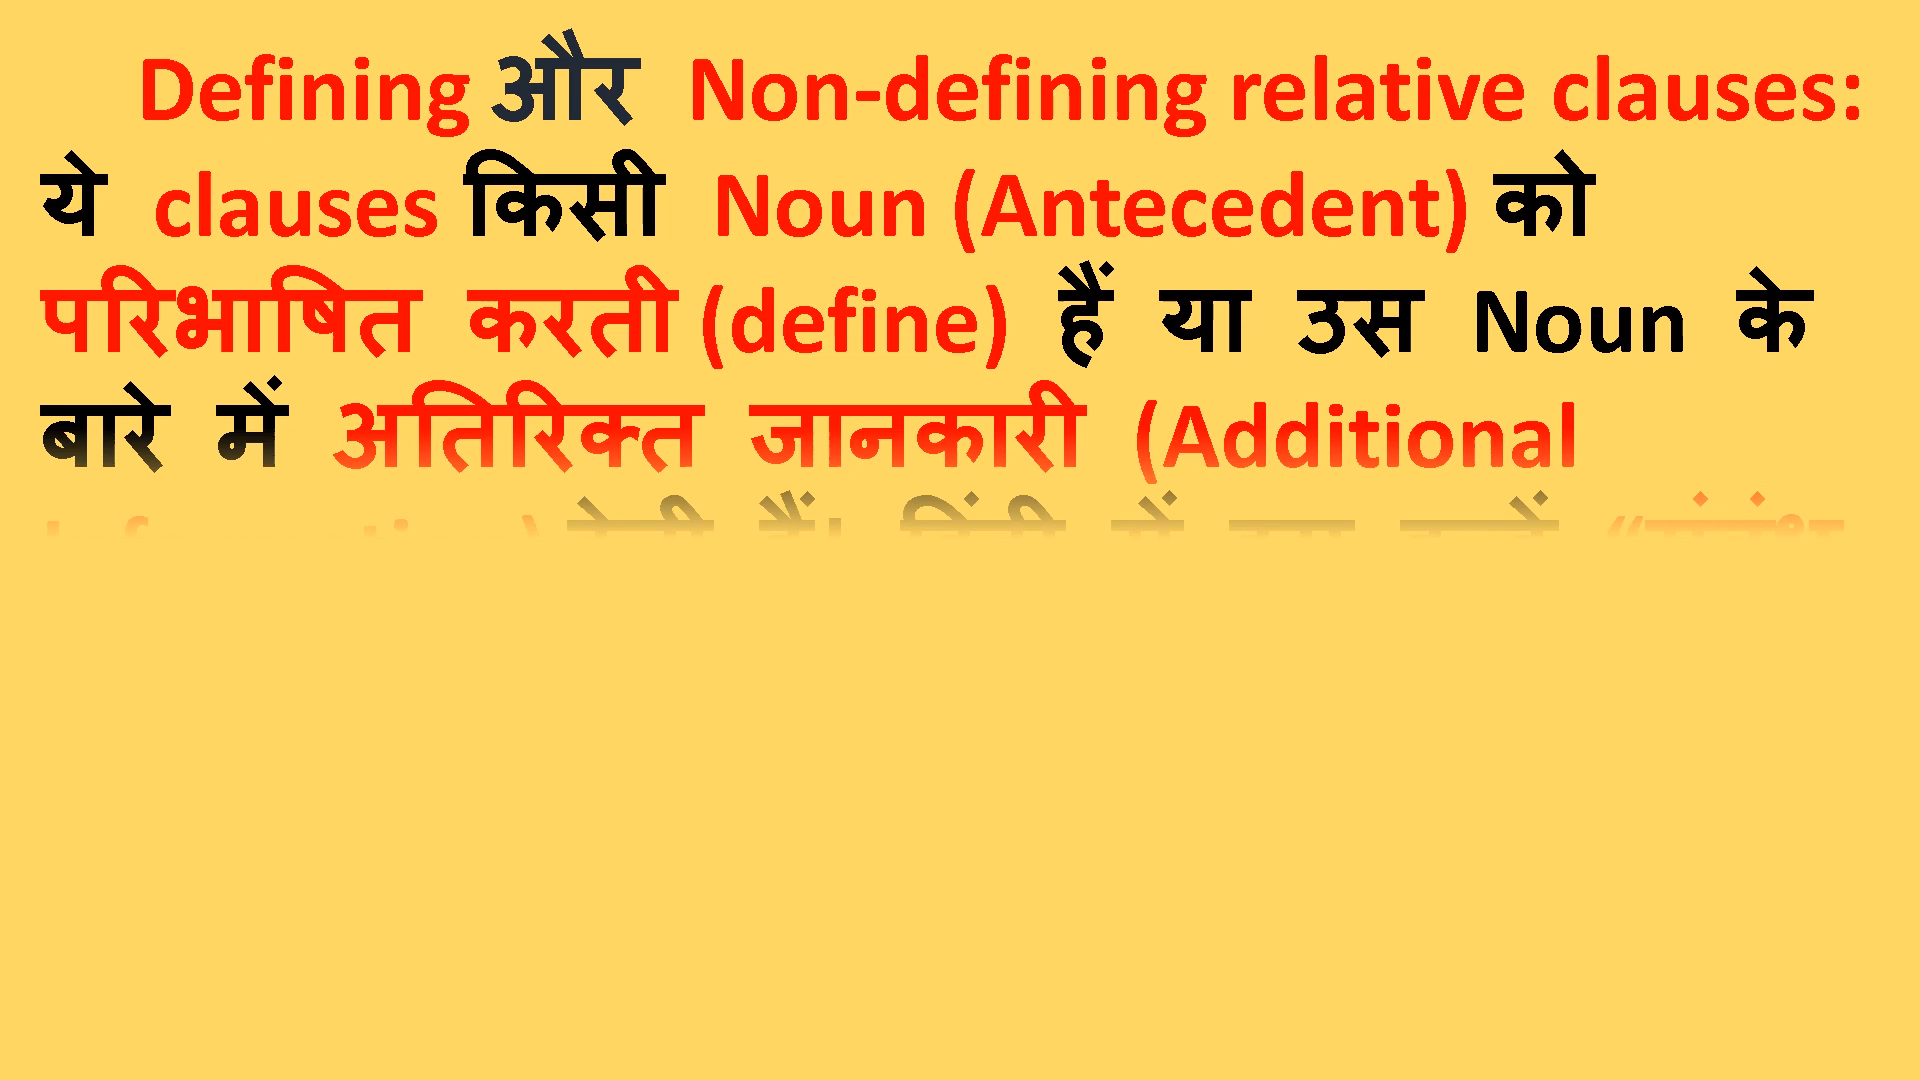 Defining और Non-defining relative clauses:
ये clauses किसी Noun (Antecedent) को
परिभाषित करती (define) हैं या उस Noun के
बारे में अतिरिक्त जानकारी (Additional